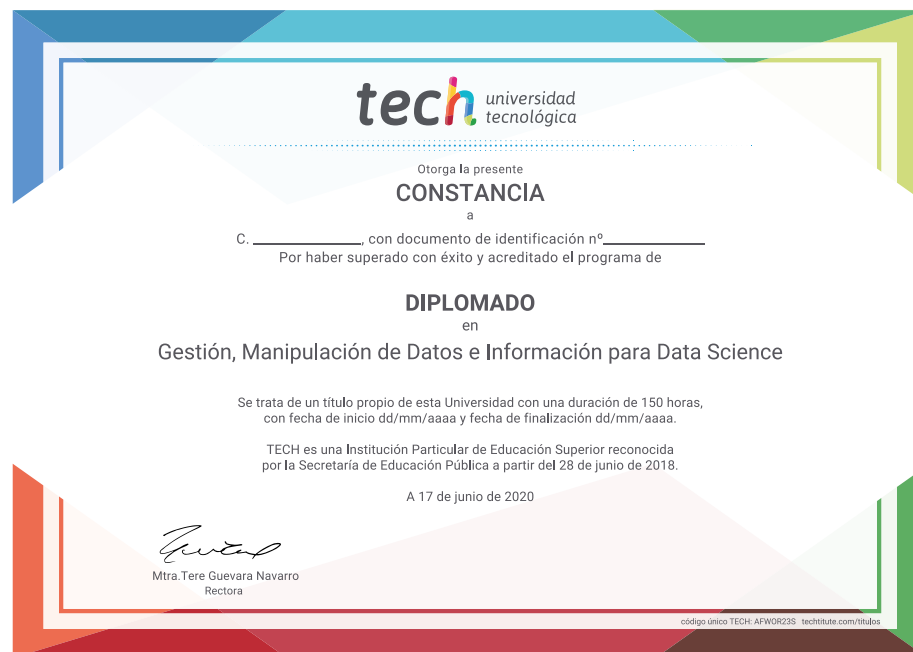 tech universidad
tecnológica
Otorga la presente
CONSTANCIA
a
C. ____________, con documento de identificación nº____________
Por haber superado con éxito y acreditado el programa de
DIPLOMADO
en
Gestión, Manipulación de Datos e Información para Data Science
Se trata de un título propio de esta Universidad con una duración de 150 horas,
con fecha de inicio dd/mm/aaaa y fecha de finalización dd/mm/aaaa.
TECH es una Institución Particular de Educación Superior reconocida
por la Secretaría de Educación Pública a partir del 28 de junio de 2018.
A 17 de junio de 2020
Mtra.Tere Guevara Navarro
Rectora
código único TECH: AFWOR23S techtitute.com/titulos